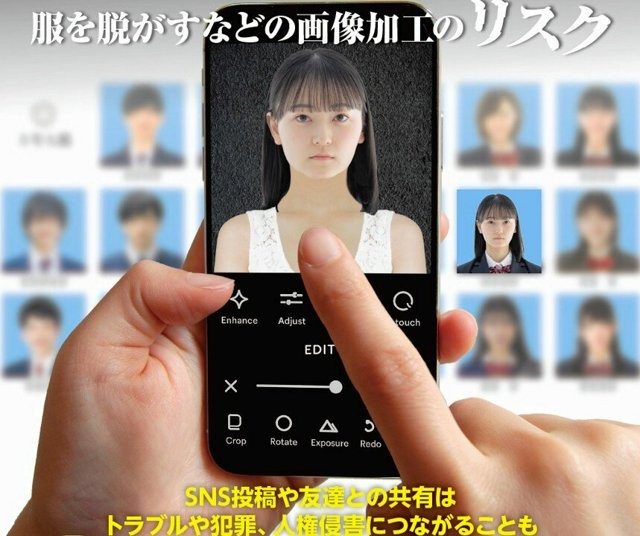 服を脱がすなどの画像加工のリスク
Enhance
Adjust
touch
EDIT
Crop
Rotate
Exposure
Redo
SNS投稿や友達との共有は
トラブルや犯罪、人権侵害につながることも